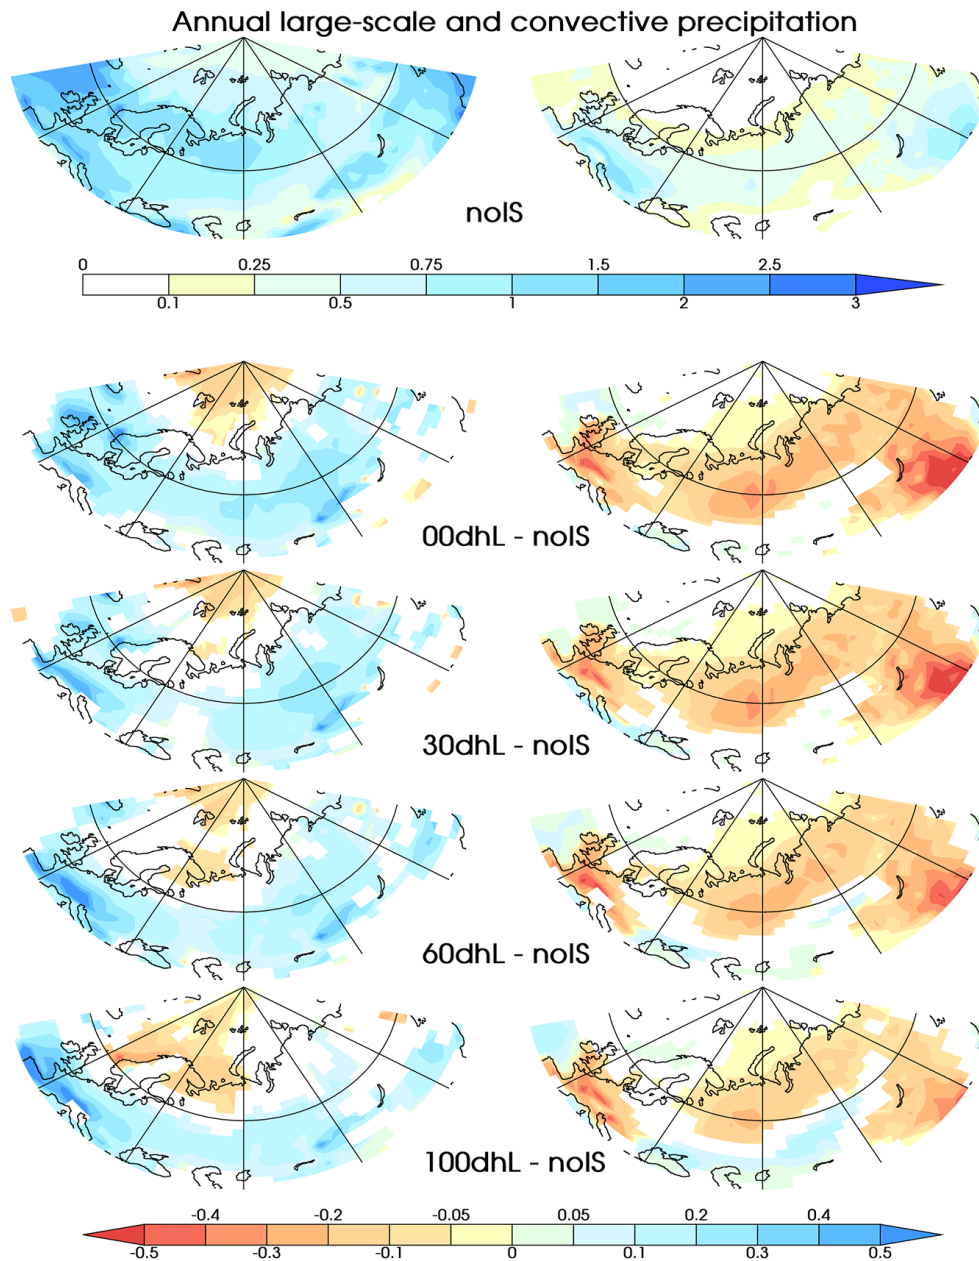 Annual large-scale and convective precipitation
noIS
0 0.25 0.75 1.5 2.5
0.1 0.5 1 2 3
00dhL - noIS
30dhL - noIS
60dhL - noIS
100dhL - noIS
-0.4 -0.2 -0.05 0.05 0.2 0.4
-0.5 -0.3 -0.1 0 0.1 0.3 0.5